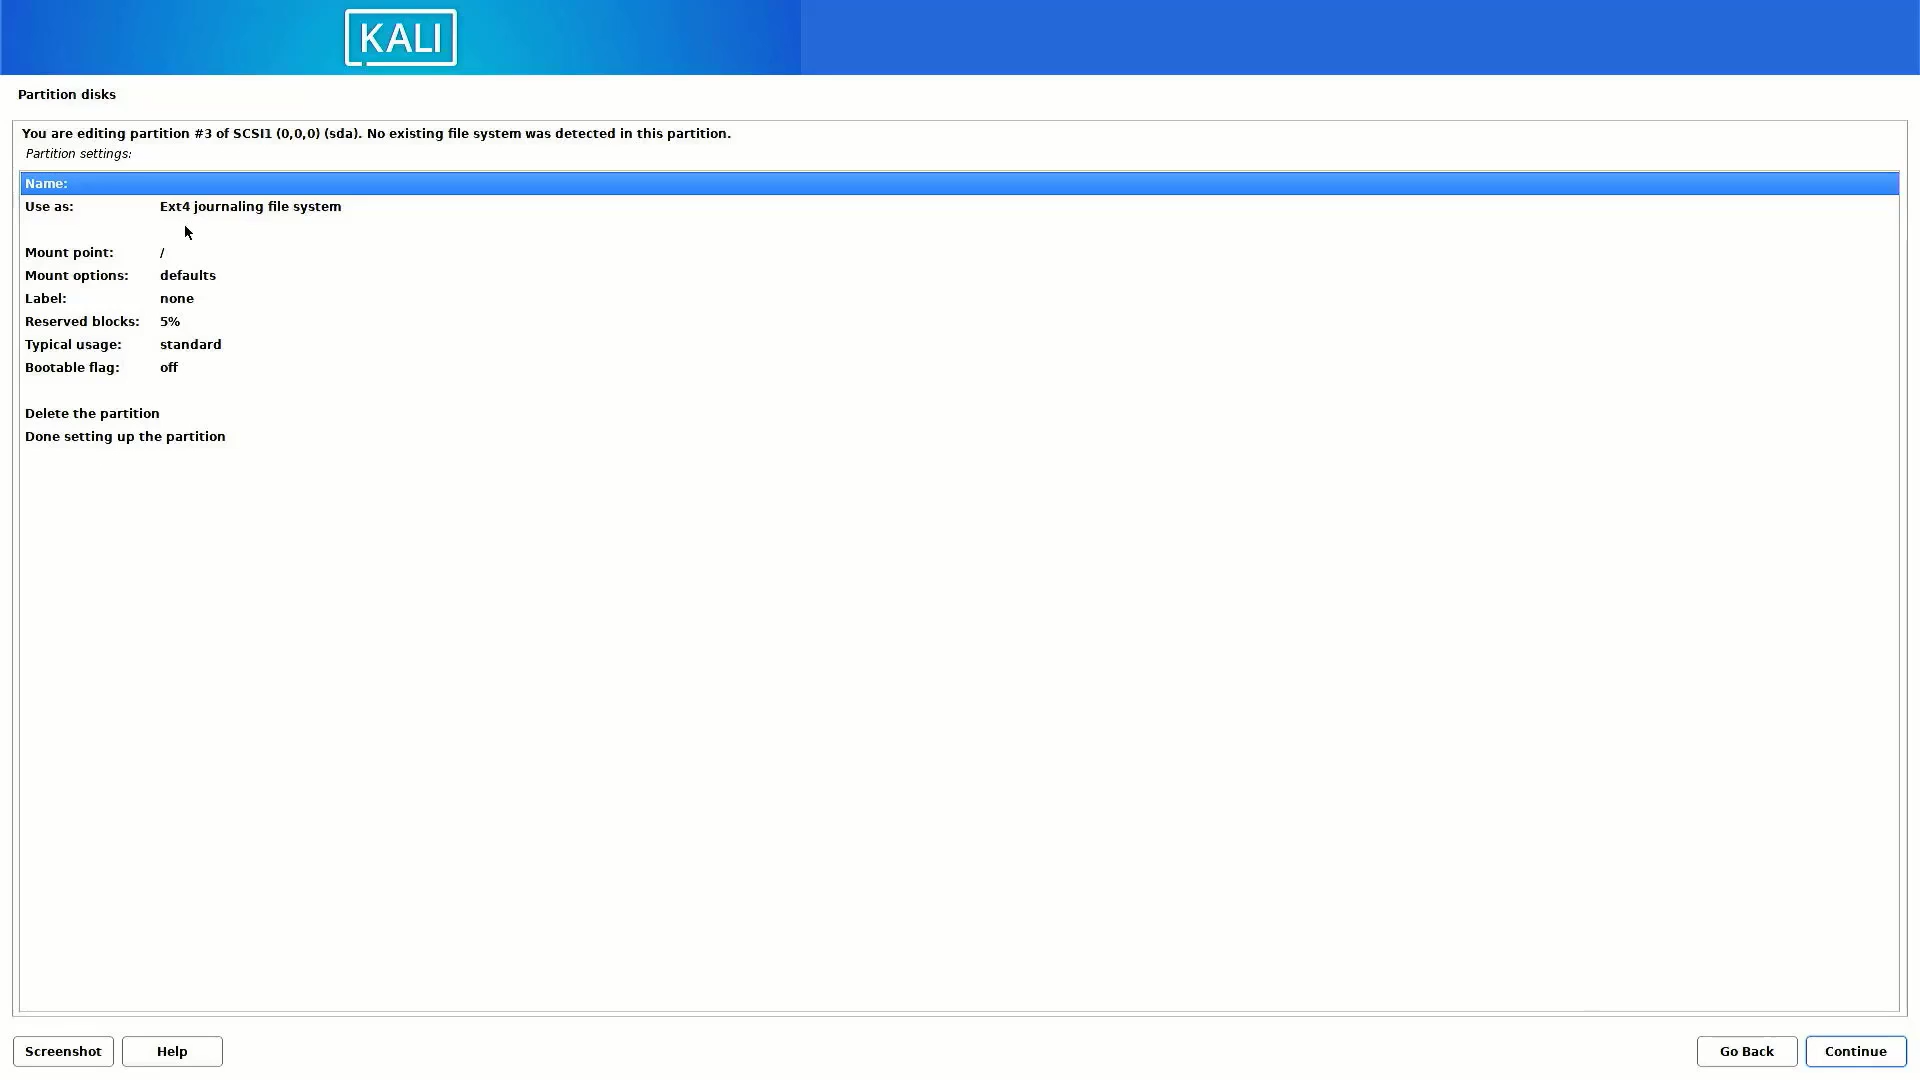 KALI
Partition disks
You are editing partition #3 of SCSI1 (0,0,0) (sda). No existing file system was detected in this partition.
Partition settings:
Name:
Use as: Ext4 journaling file system
Mount point: /
Mount options: defaults
Label: none
Reserved blocks: 5%
Typical usage: standard
Bootable flag: off
Delete the partition
Done setting up the partition
Screenshot Help Go Back Continue